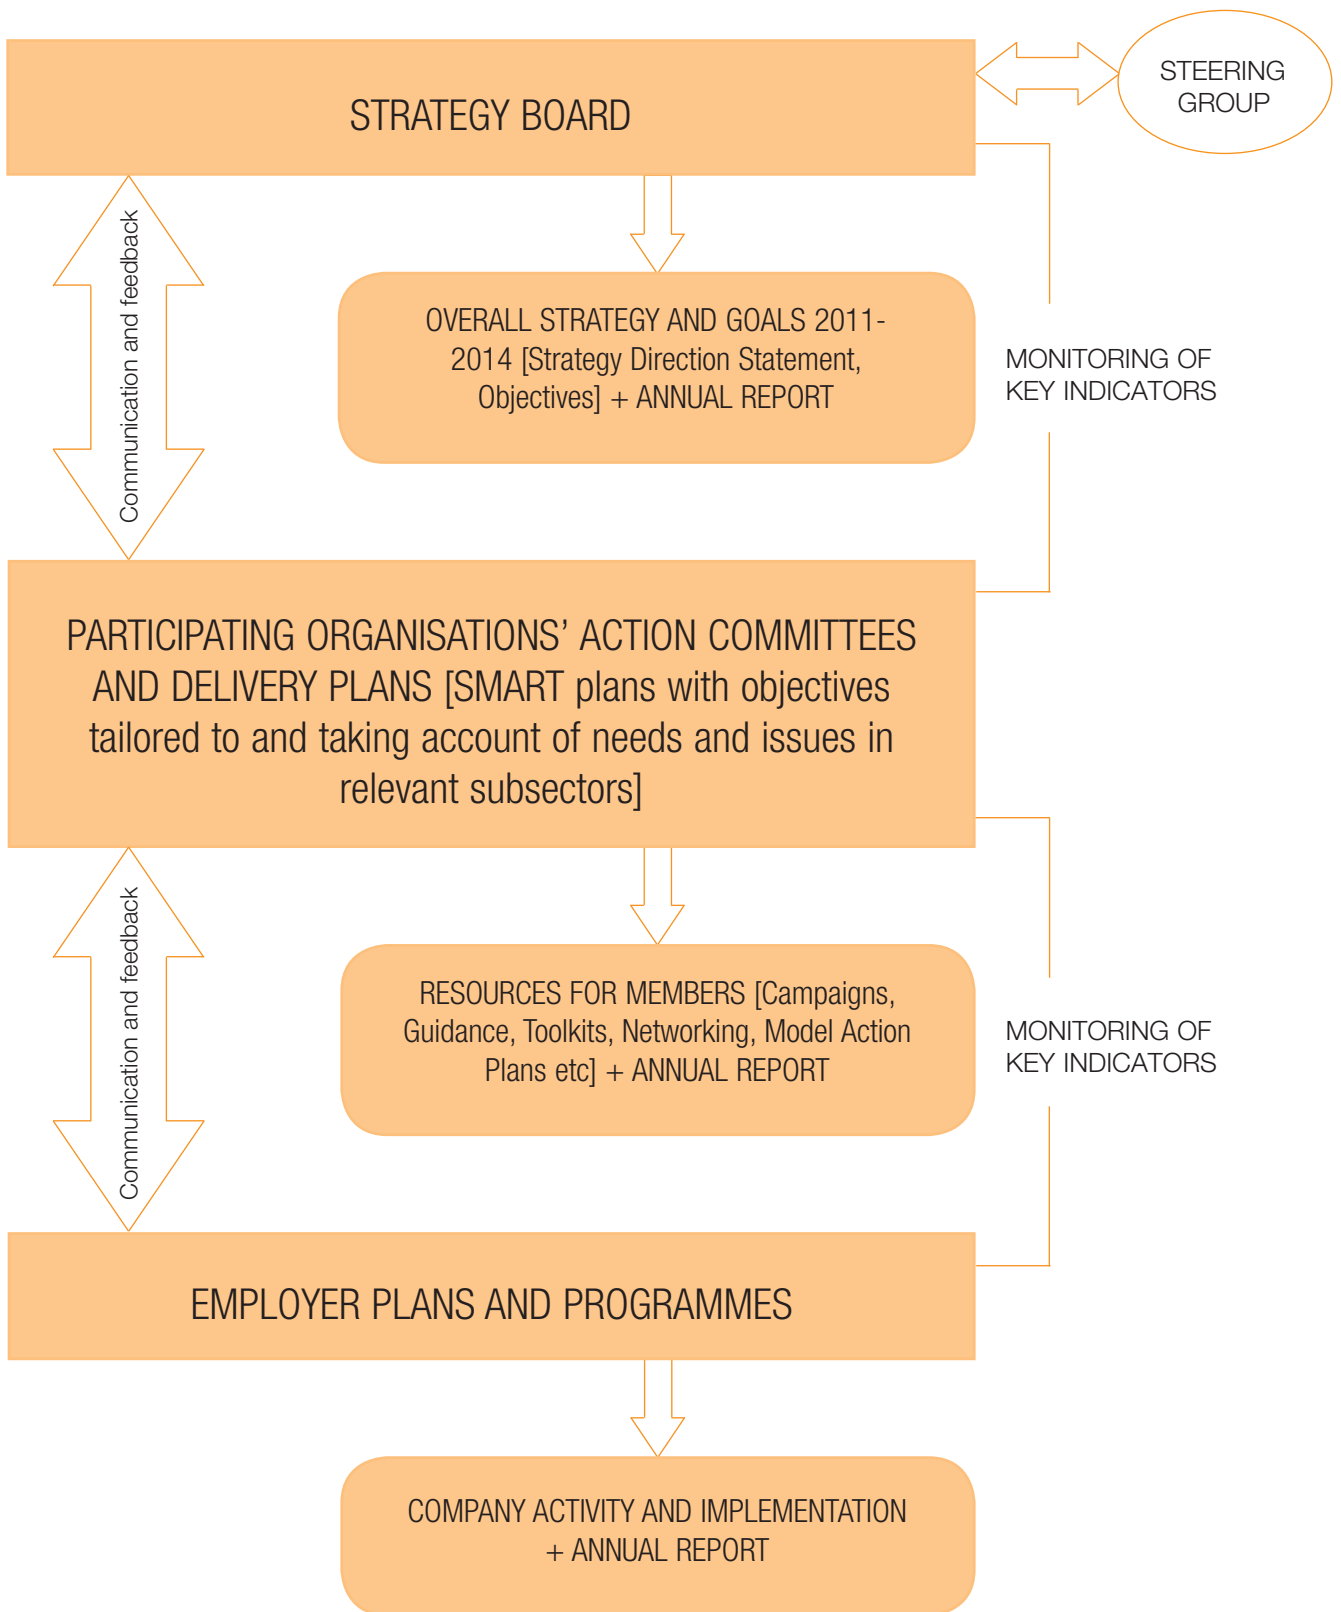 STEERING
GROUP
STRATEGY BOARD
Communication and feedback
OVERALL STRATEGY AND GOALS 2011-
2014 [Strategy Direction Statement,
Objectives] + ANNUAL REPORT
MONITORING OF
KEY INDICATORS
PARTICIPATING ORGANISATIONS’ ACTION COMMITTEES
AND DELIVERY PLANS [SMART plans with objectives
tailored to and taking account of needs and issues in
relevant subsectors]
Communication and feedback
RESOURCES FOR MEMBERS [Campaigns,
Guidance, Toolkits, Networking, Model Action
Plans etc] + ANNUAL REPORT
MONITORING OF
KEY INDICATORS
EMPLOYER PLANS AND PROGRAMMES
COMPANY ACTIVITY AND IMPLEMENTATION
+ ANNUAL REPORT